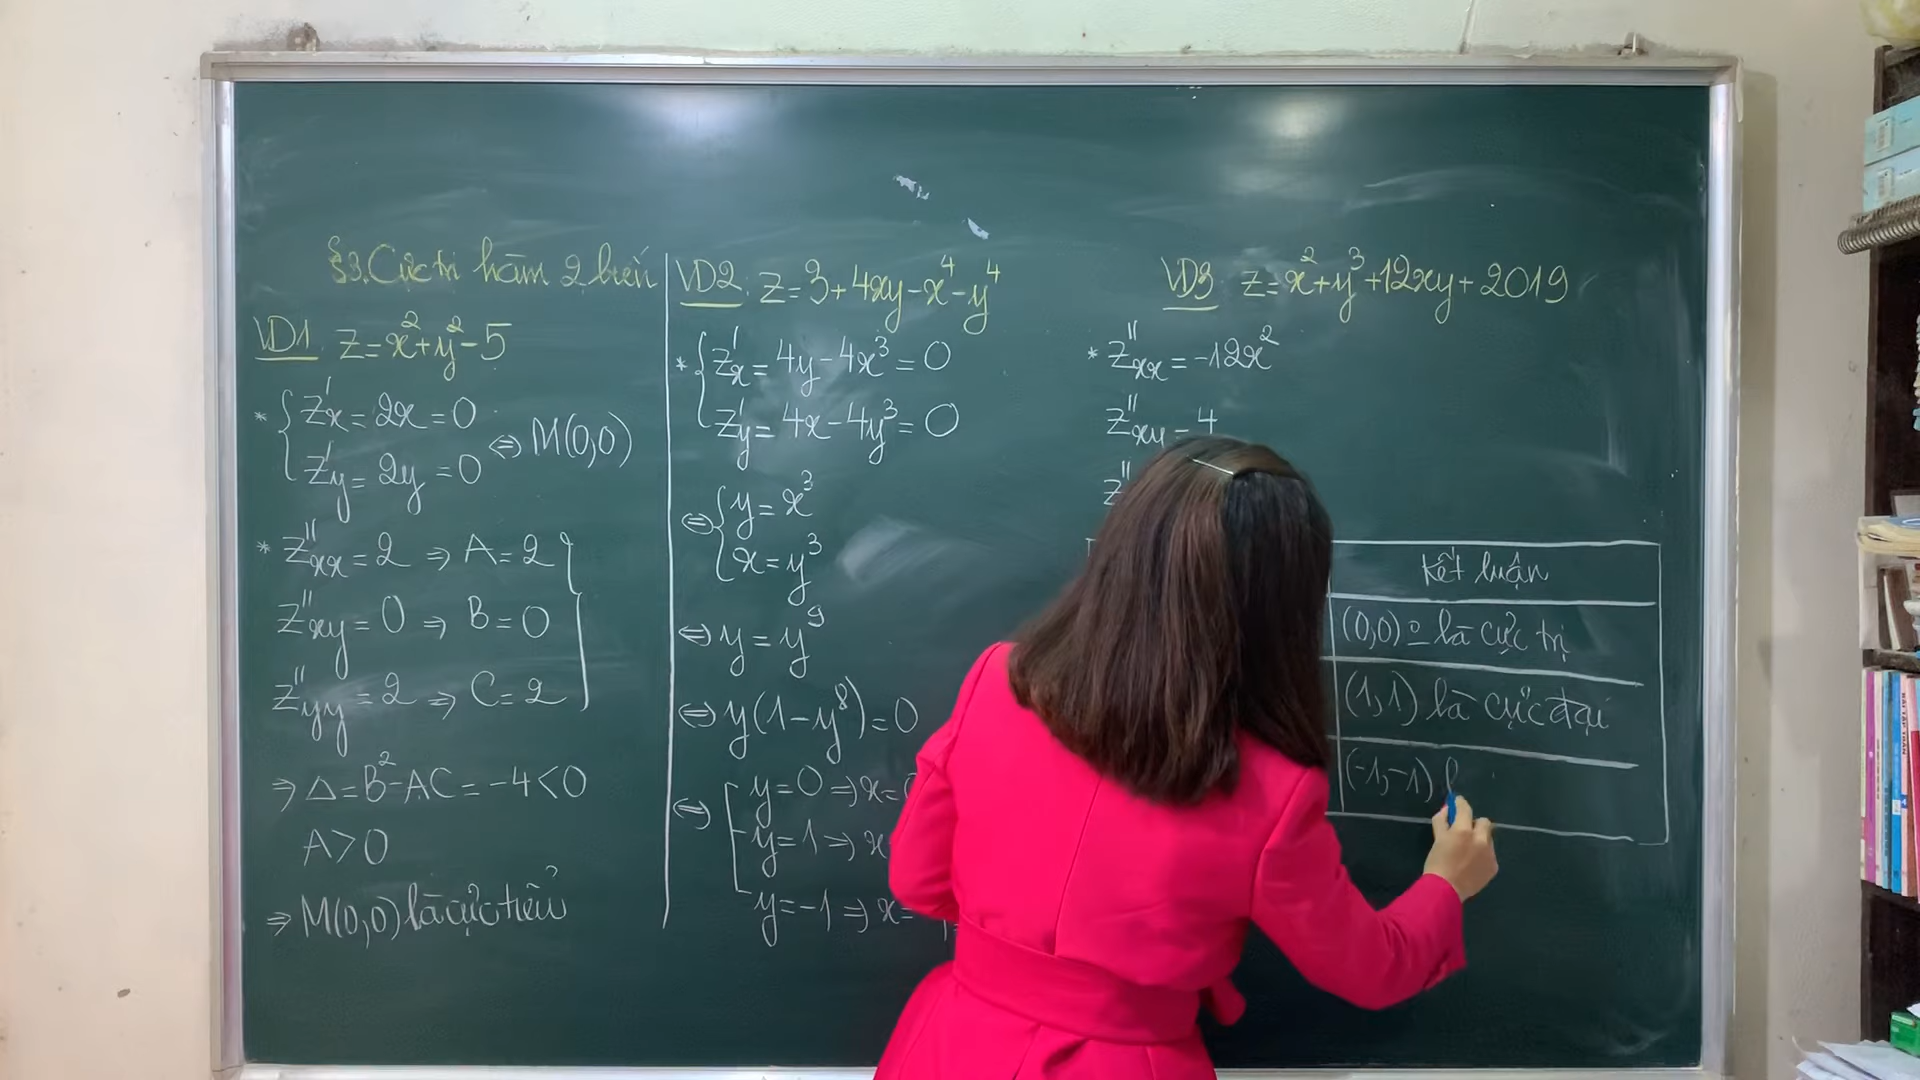 §3. Cực trị hàm 2 biến
VD1 z = x² + y² - 5
* { z'x = 2x = 0
z'y = 2y = 0 ⇔ M(0,0)
* z''xx = 2 ⇒ A = 2
z''xy = 0 ⇒ B = 0
z''yy = 2 ⇒ C = 2 }
⇒ Δ = B² - AC = -4 < 0
A > 0
⇒ M(0,0) là cực tiểu
VD2 z = 3 + 4xy - x⁴ - y⁴
* { z'x = 4y - 4x³ = 0
z'y = 4x - 4y³ = 0
⇔ { y = x³
x = y³
⇔ y = y⁹
⇔ y(1 - y⁸) = 0
⇔ [ y = 0 ⇒ x =
y = 1 ⇒ x
y = -1 ⇒ x =
VD3 z = x² + y³ + 12xy + 2019
* z''xx = -12x²
z''xy = 4
z''
Kết luận
(0,0) 0 là cực trị
(1,1) là cực đại
(-1,-1) l